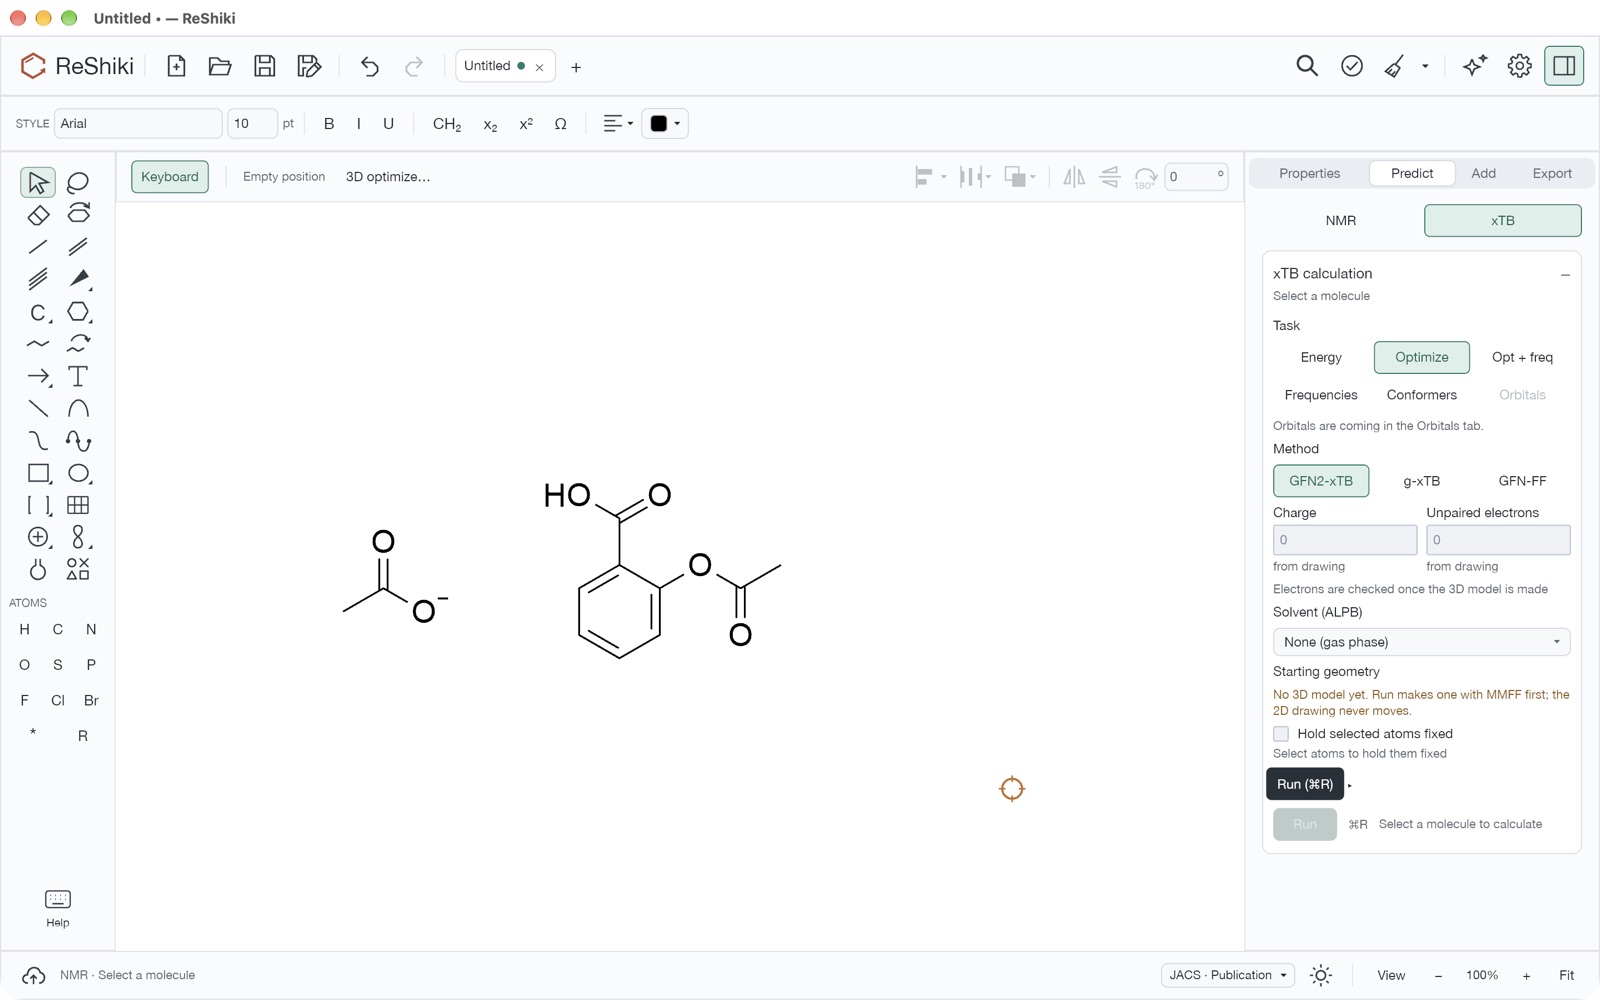 Untitled • — ReShiki
ReShiki
Untitled
STYLE Arial 10 pt B I U CH₂ x₂ x² Ω
Keyboard Empty position 3D optimize…
180° 0 °
Properties Predict Add Export
NMR xTB
xTB calculation
Select a molecule
Task
Energy Optimize Opt + freq
Frequencies Conformers Orbitals
Orbitals are coming in the Orbitals tab.
Method
GFN2-xTB g-xTB GFN-FF
Charge Unpaired electrons
0 0
from drawing from drawing
Electrons are checked once the 3D model is made
Solvent (ALPB)
None (gas phase)
Starting geometry
No 3D model yet. Run makes one with MMFF first; the
2D drawing never moves.
Hold selected atoms fixed
Select atoms to hold them fixed
Run (⌘R)
Run ⌘R Select a molecule to calculate
C
T
ATOMS
H C N
O S P
F Cl Br
* R
Help
O
O⁻
HO O
O
O
NMR · Select a molecule
JACS · Publication View − 100% + Fit